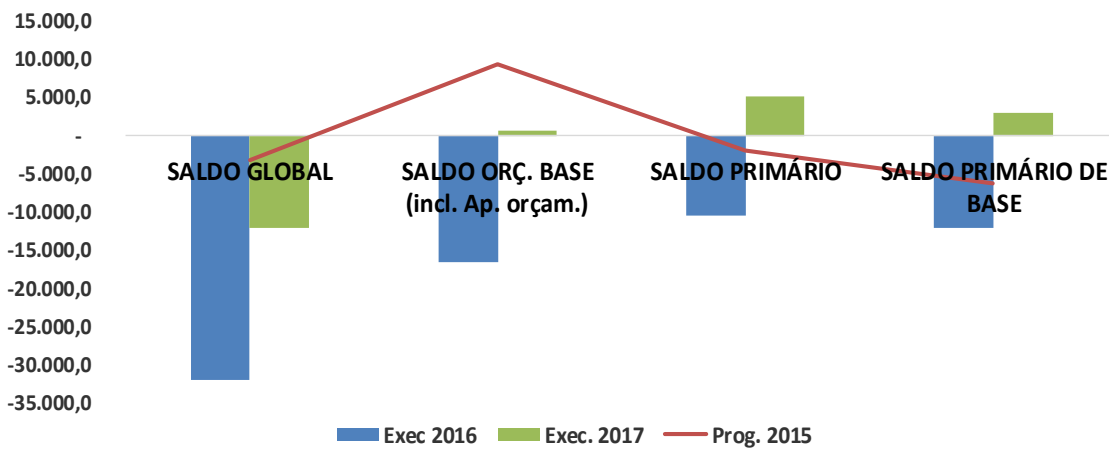 15.000,0
10.000,0
5.000,0
-
-5.000,0
-10.000,0
-15.000,0
-20.000,0
-25.000,0
-30.000,0
-35.000,0
SALDO GLOBAL
SALDO ORÇ. BASE
(incl. Ap. orçam.)
SALDO PRIMÁRIO
SALDO PRIMÁRIO DE
BASE
Exec 2016
Exec. 2017
Prog. 2015